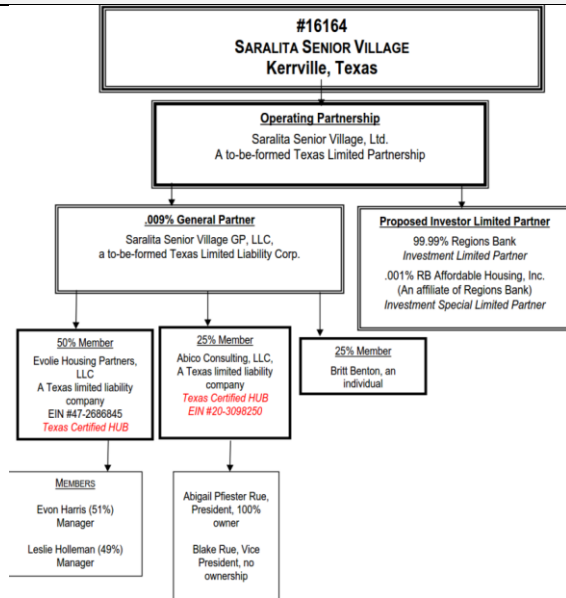 #16164
SARALITA SENIOR VILLAGE
Kerrville, Texas
Operating Partnership
Saralita Senior Village, Ltd.
A to-be-formed Texas Limited Partnership
.009% General Partner
Saralita Senior Village GP, LLC,
a to-be-formed Texas Limited Liability Corp.
Proposed Investor Limited Partner
99.99% Regions Bank
Investment Limited Partner
.001% RB Affordable Housing, Inc.
(An affiliate of Regions Bank)
Investment Special Limited Partner
50% Member
Evolie Housing Partners,
LLC
A Texas limited liability
company
EIN #47-2686845
Texas Certified HUB
25% Member
Abico Consulting, LLC,
A Texas limited liability
company
Texas Certified HUB
EIN #20-3098250
25% Member
Britt Benton, an
individual
MEMBERS
Evon Harris (51%)
Manager
Leslie Holleman (49%)
Manager
Abigail Pfiester Rue,
President, 100%
owner
Blake Rue, Vice
President, no
ownership